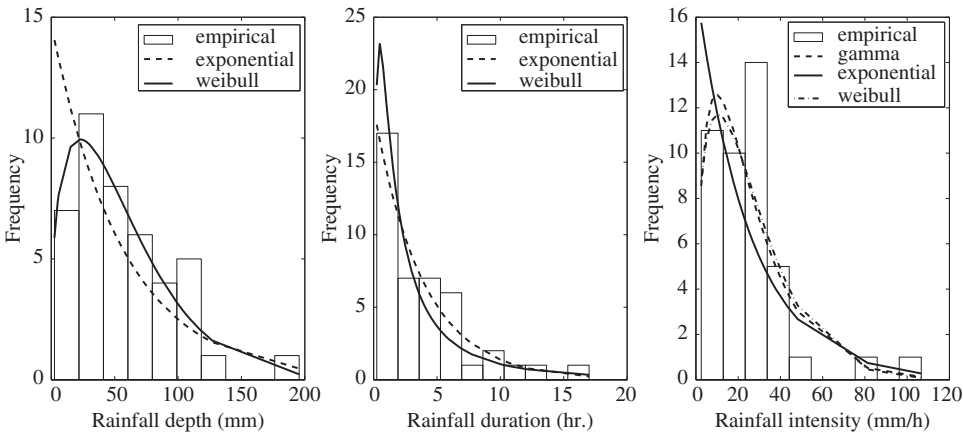 15
10
5
0
Frequency
0
50
100
150
200
Rainfall depth (mm)
empirical
exponential
weibull
25
20
15
10
5
0
Frequency
0
5
10
15
20
Rainfall duration (hr.)
empirical
exponential
weibull
16
14
12
10
8
6
4
2
0
Frequency
0
20
40
60
80
100
120
Rainfall intensity (mm/h)
empirical
gamma
exponential
weibull